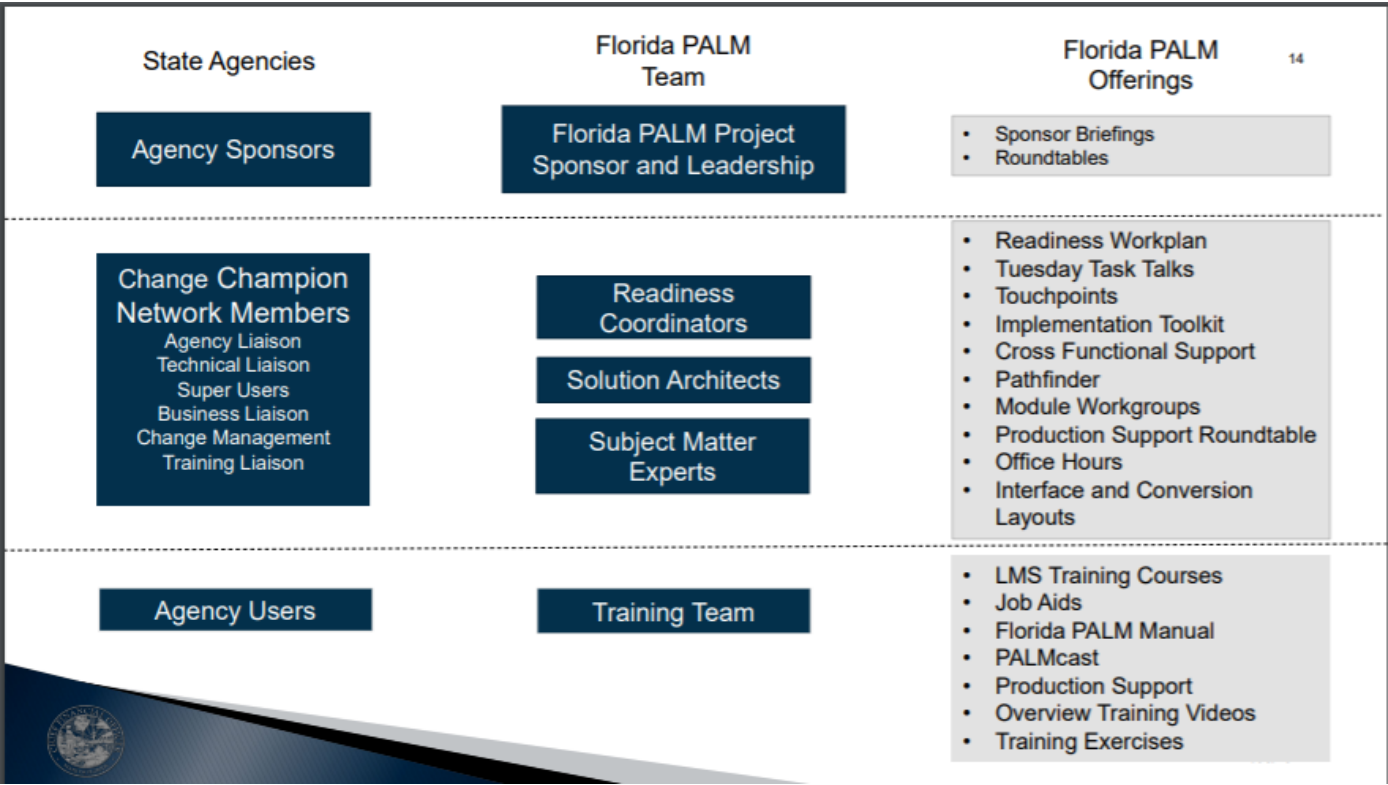 State Agencies
Florida PALM
Team
Florida PALM
Offerings
14
Agency Sponsors
Florida PALM Project
Sponsor and Leadership
• Sponsor Briefings
• Roundtables
Change Champion
Network Members
Agency Liaison
Technical Liaison
Super Users
Business Liaison
Change Management
Training Liaison
Readiness
Coordinators
Solution Architects
Subject Matter
Experts
• Readiness Workplan
• Tuesday Task Talks
• Touchpoints
• Implementation Toolkit
• Cross Functional Support
• Pathfinder
• Module Workgroups
• Production Support Roundtable
• Office Hours
• Interface and Conversion
Layouts
Agency Users
Training Team
• LMS Training Courses
• Job Aids
• Florida PALM Manual
• PALMcast
• Production Support
• Overview Training Videos
• Training Exercises